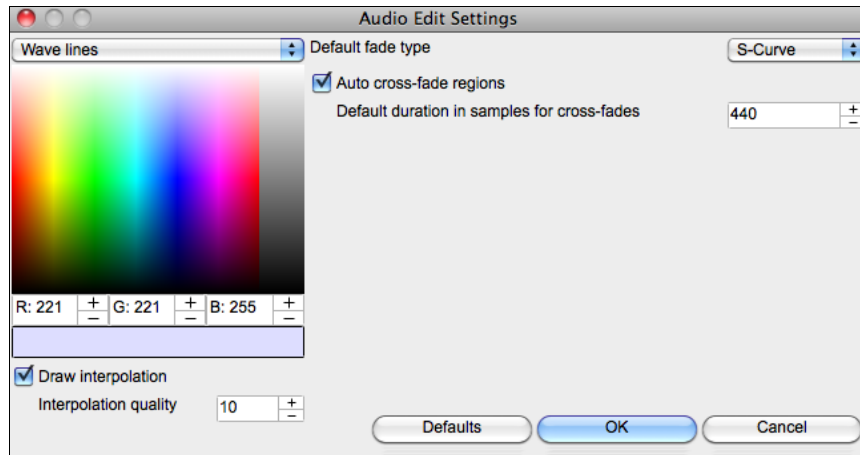 Audio Edit Settings
Wave lines
Default fade type
S-Curve
Auto cross-fade regions
Default duration in samples for cross-fades
440
+
−
R: 221
+
−
G: 221
+
−
B: 255
+
−
Draw interpolation
Interpolation quality
10
+
−
Defaults
OK
Cancel